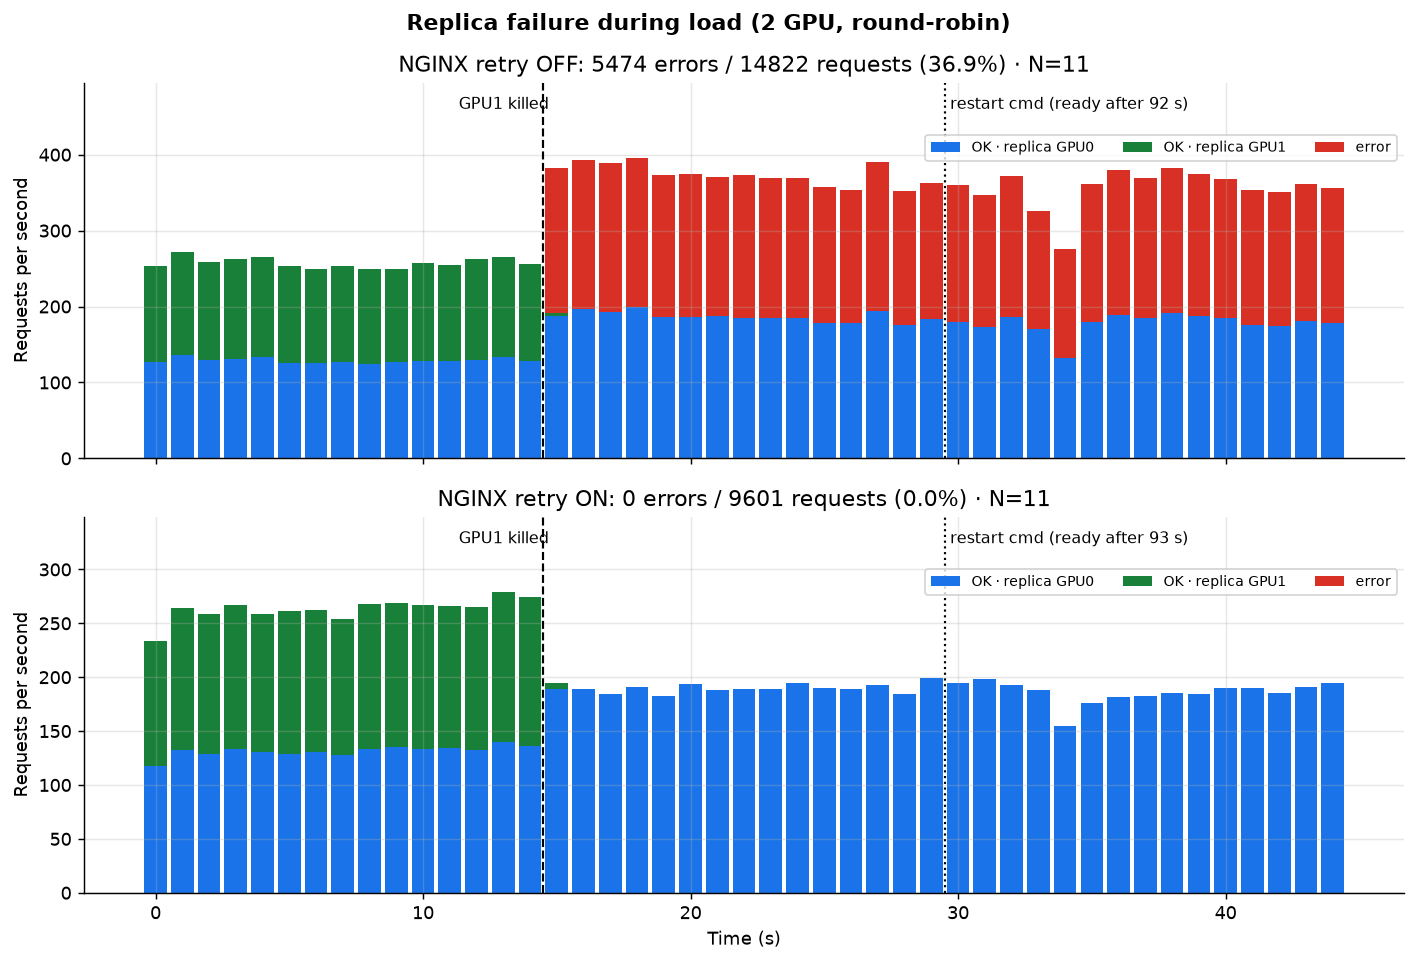 Replica failure during load (2 GPU, round-robin)
NGINX retry OFF: 5474 errors / 14822 requests (36.9%) · N=11
GPU1 killed
restart cmd (ready after 92 s)
OK · replica GPU0
OK · replica GPU1
error
Requests per second
400
300
200
100
0
NGINX retry ON: 0 errors / 9601 requests (0.0%) · N=11
GPU1 killed
restart cmd (ready after 93 s)
OK · replica GPU0
OK · replica GPU1
error
Requests per second
300
250
200
150
100
50
0
0 10 20 30 40
Time (s)